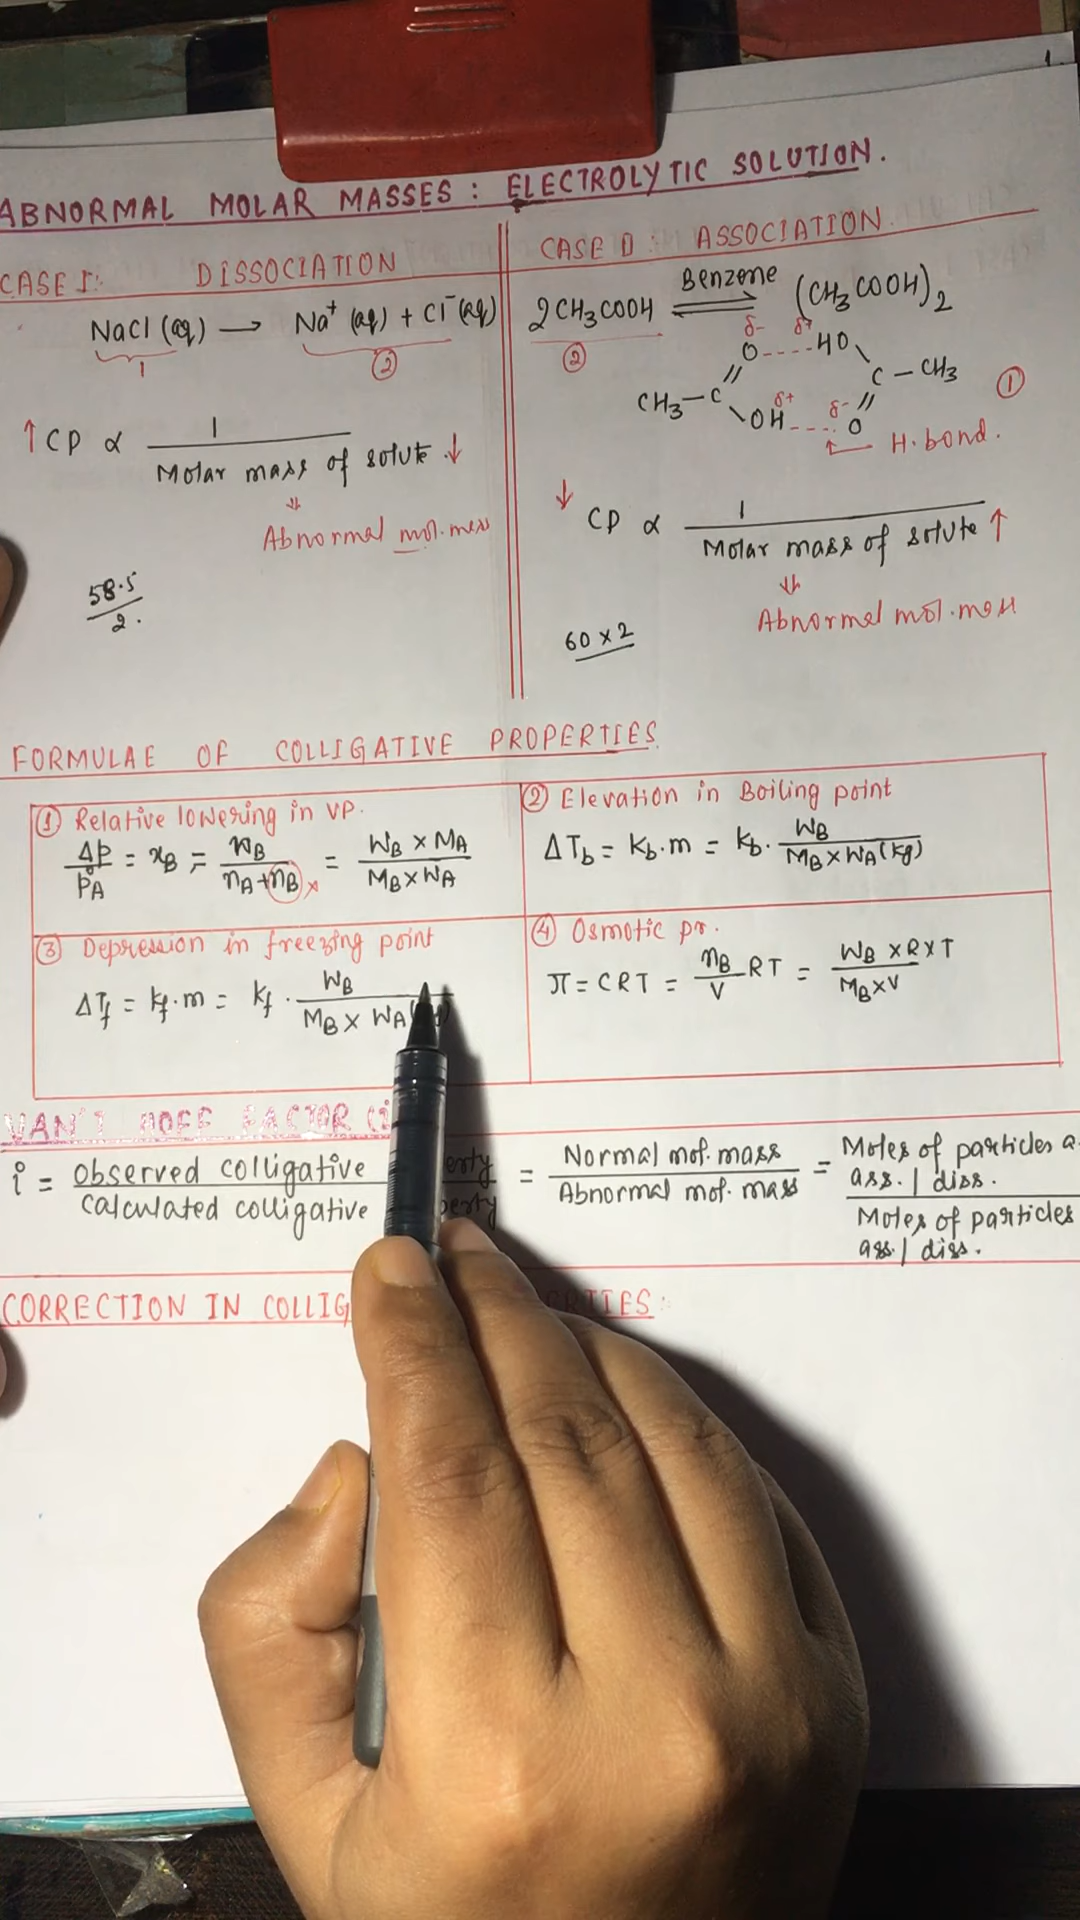 ABNORMAL MOLAR MASSES : ELECTROLYTIC SOLUTION.
CASE I: DISSOCIATION
NaCl (aq) → Na⁺ (aq) + Cl⁻ (aq)
1 ②
↑ CP ∝ 1 / Molar mass of solute ↓
⇓
Abnormal mol. mass
58.5 / 2.
CASE II: ASSOCIATION.
2CH₃COOH ⇌ Benzene (CH₃COOH)₂
②
δ- δ+
O----HO
CH₃-C C-CH₃ ①
δ+ δ-
OH----O
← H. bond.
↓ CP ∝ 1 / Molar mass of solute ↑
⇓
Abnormal mol. mass
60 x 2
FORMULAE OF COLLIGATIVE PROPERTIES
① Relative lowering in VP.
Δp / p°A = xB = nB / nA+nB x = WB x MA / MB x WA
② Elevation in Boiling point
ΔTb = Kb.m = Kb. WB / MB x WA (kg)
③ Depression in freezing point
ΔTf = Kf.m = Kf . WB / MB x WA
④ Osmotic pr.
π = CRT = nB / V RT = WB x R x T / MB x V
VAN'T HOFF FACTOR (i
i = observed colligative / calculated colligative = Normal mol. mass / Abnormal mol. mass = Moles of particles a ass. / diss. / Moles of particles ass. / diss.
CORRECTION IN COLLIG RTIES: